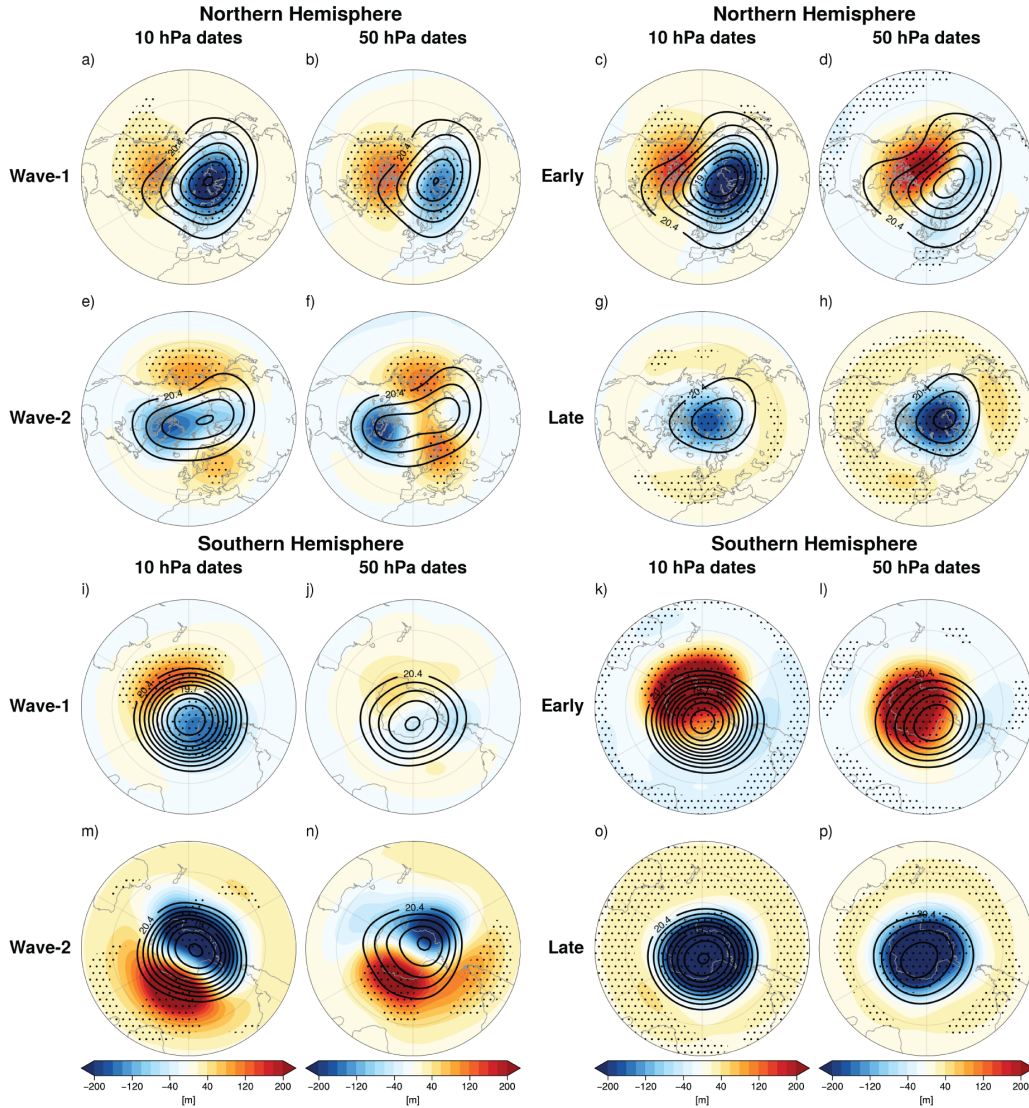 Northern Hemisphere
Northern Hemisphere
10 hPa dates
50 hPa dates
10 hPa dates
50 hPa dates
a)
b)
c)
d)
Wave-1
Early
20.4
20.4
19.
20.4
20.4
e)
f)
g)
h)
Wave-2
Late
20.4
20.4
20.4
20.4
Southern Hemisphere
Southern Hemisphere
10 hPa dates
50 hPa dates
10 hPa dates
50 hPa dates
i)
j)
k)
l)
Wave-1
Early
20.4
19.7
20.4
19.7
20.4
m)
n)
o)
p)
Wave-2
Late
20.4
20.4
20.4
20.4
−200 −120 −40 40 120 200
−200 −120 −40 40 120 200
−200 −120 −40 40 120 200
−200 −120 −40 40 120 200
[m]
[m]
[m]
[m]